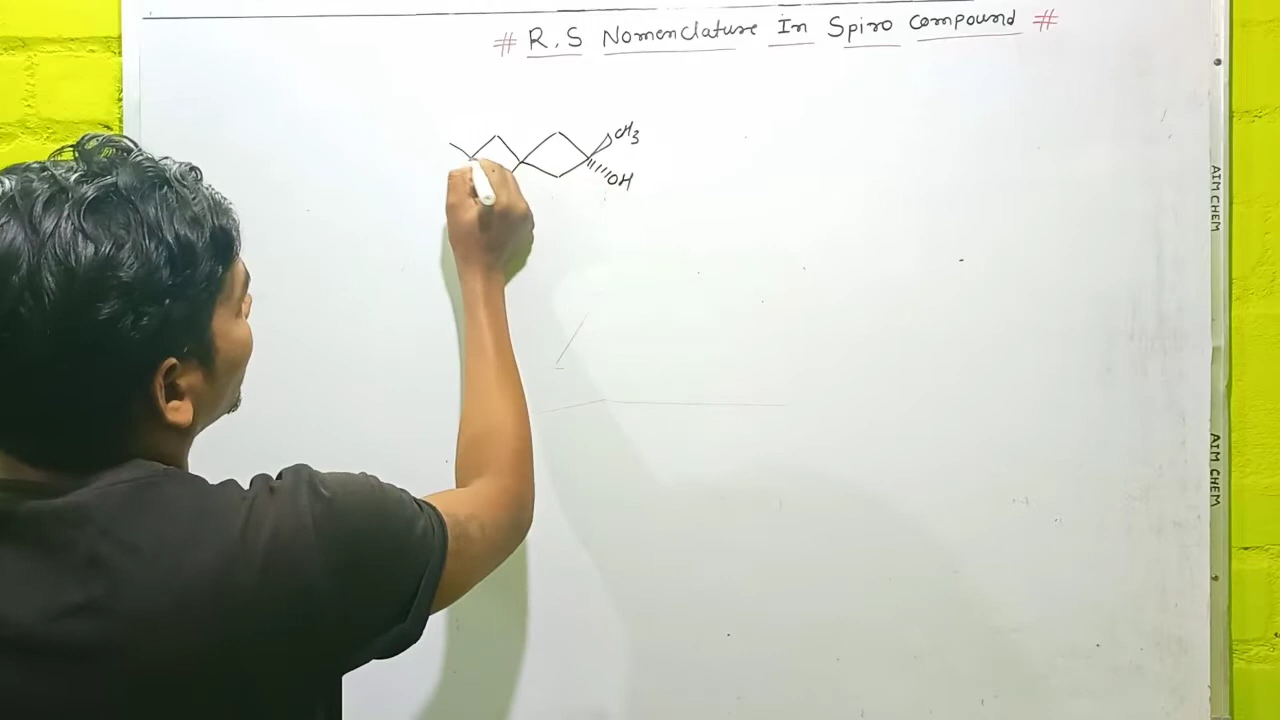 # R.S Nomenclature In Spiro Compound #
CH3
OH
AIM CHEM
AIM CHEM